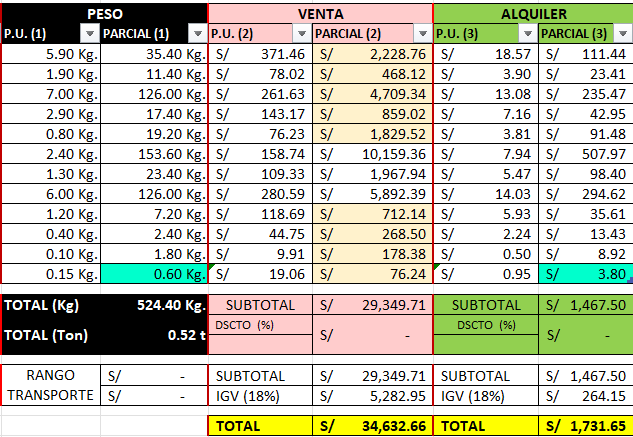 PESO VENTA ALQUILER
P.U. (1) PARCIAL (1) P.U. (2) PARCIAL (2) P.U. (3) PARCIAL (3)
5.90 Kg. 35.40 Kg. S/ 371.46 S/ 2,228.76 S/ 18.57 S/ 111.44
1.90 Kg. 11.40 Kg. S/ 78.02 S/ 468.12 S/ 3.90 S/ 23.41
7.00 Kg. 126.00 Kg. S/ 261.63 S/ 4,709.34 S/ 13.08 S/ 235.47
2.90 Kg. 17.40 Kg. S/ 143.17 S/ 859.02 S/ 7.16 S/ 42.95
0.80 Kg. 19.20 Kg. S/ 76.23 S/ 1,829.52 S/ 3.81 S/ 91.48
2.40 Kg. 153.60 Kg. S/ 158.74 S/ 10,159.36 S/ 7.94 S/ 507.97
1.30 Kg. 23.40 Kg. S/ 109.33 S/ 1,967.94 S/ 5.47 S/ 98.40
6.00 Kg. 126.00 Kg. S/ 280.59 S/ 5,892.39 S/ 14.03 S/ 294.62
1.20 Kg. 7.20 Kg. S/ 118.69 S/ 712.14 S/ 5.93 S/ 35.61
0.40 Kg. 2.40 Kg. S/ 44.75 S/ 268.50 S/ 2.24 S/ 13.43
0.10 Kg. 1.80 Kg. S/ 9.91 S/ 178.38 S/ 0.50 S/ 8.92
0.15 Kg. 0.60 Kg. S/ 19.06 S/ 76.24 S/ 0.95 S/ 3.80
TOTAL (Kg) 524.40 Kg. SUBTOTAL S/ 29,349.71 SUBTOTAL S/ 1,467.50
TOTAL (Ton) 0.52 t DSCTO (%) S/ - DSCTO (%) S/ -
RANGO S/ - SUBTOTAL S/ 29,349.71 SUBTOTAL S/ 1,467.50
TRANSPORTE S/ - IGV (18%) S/ 5,282.95 IGV (18%) S/ 264.15
TOTAL S/ 34,632.66 TOTAL S/ 1,731.65